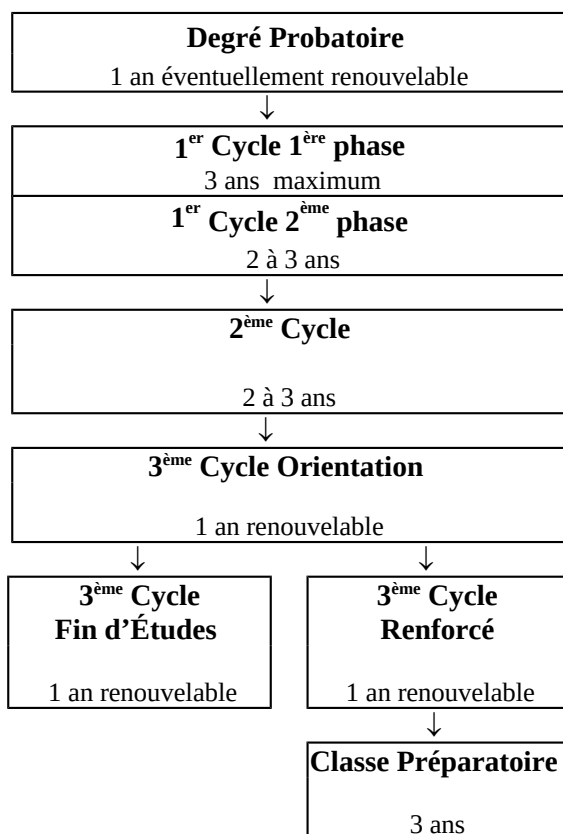 Degré Probatoire
1 an éventuellement renouvelable
↓
1er Cycle 1ère phase
3 ans maximum
1er Cycle 2ème phase
2 à 3 ans
↓
2ème Cycle
2 à 3 ans
↓
3ème Cycle Orientation
1 an renouvelable
↓ ↓
3ème Cycle
Fin d’Études
1 an renouvelable
3ème Cycle
Renforcé
1 an renouvelable
↓
Classe Préparatoire
3 ans